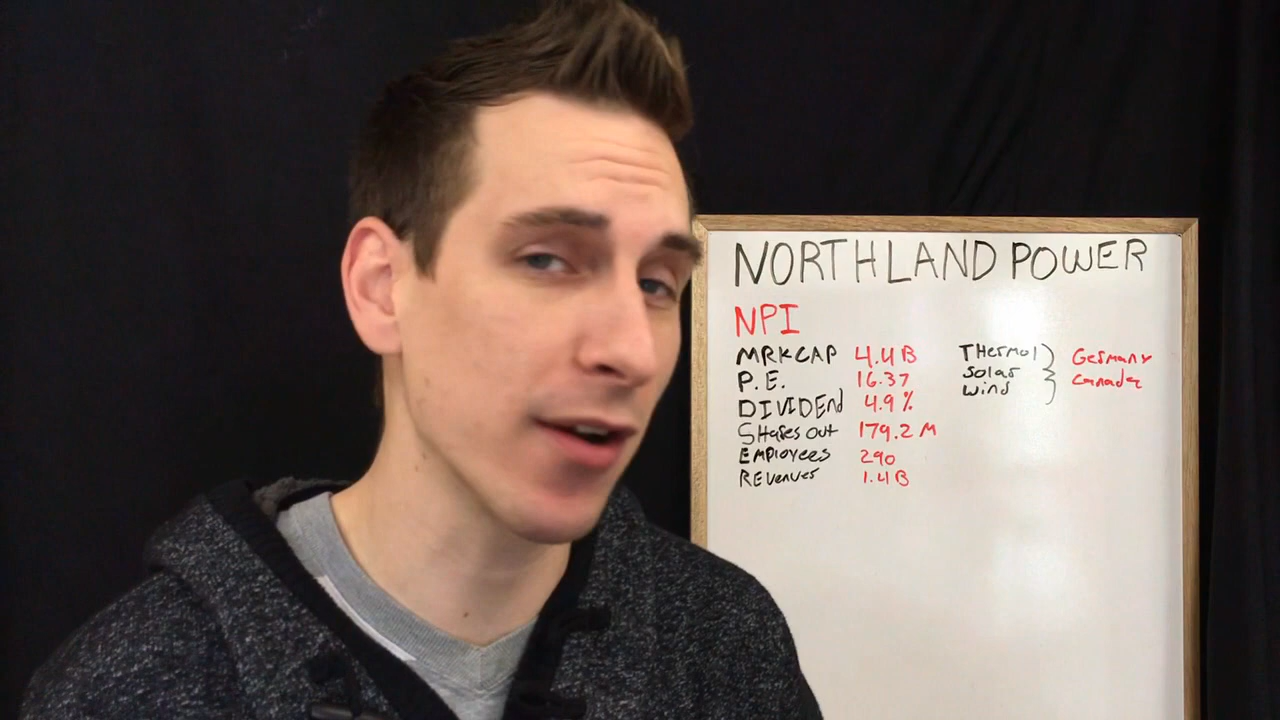 NORTHLAND POWER
NPI
MRKCAP 4.4B
P.E. 16.37
DIVIDEnd 4.9%
SHares out 179.2 M
EMPloyees 290
REvenues 1.4B
THermal
Solar
Wind
Germany
Canada